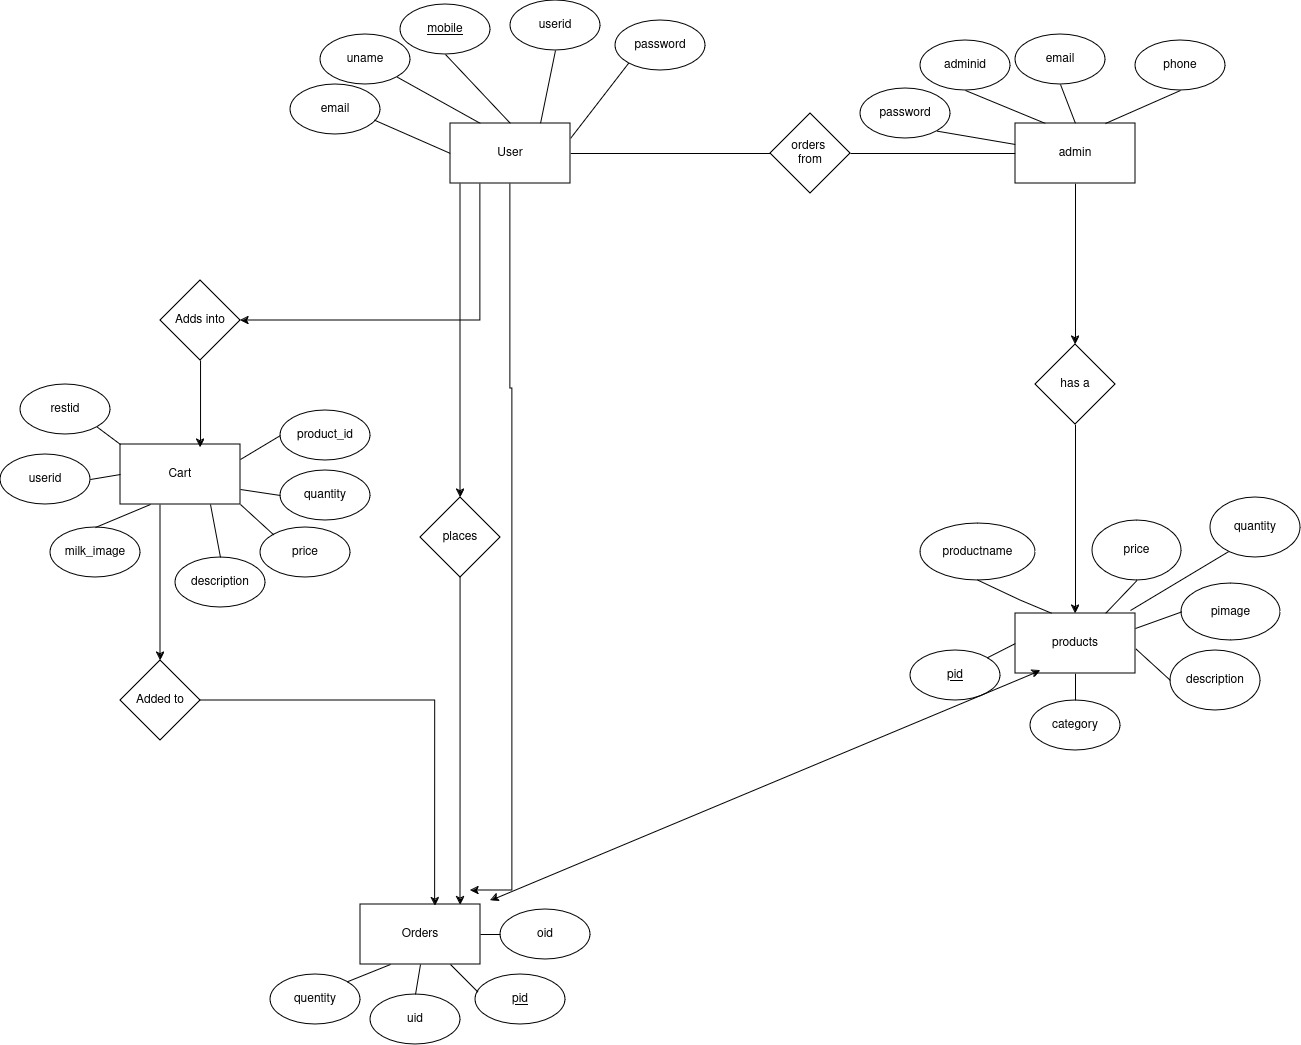 mobile
userid
password
uname
email
User
orders
from
adminid
email
phone
password
admin
Adds into
has a
restid
userid
Cart
product_id
quantity
milk_image
description
price
places
productname
price
quantity
pimage
products
pid
description
category
Added to
Orders
oid
quentity
uid
pid